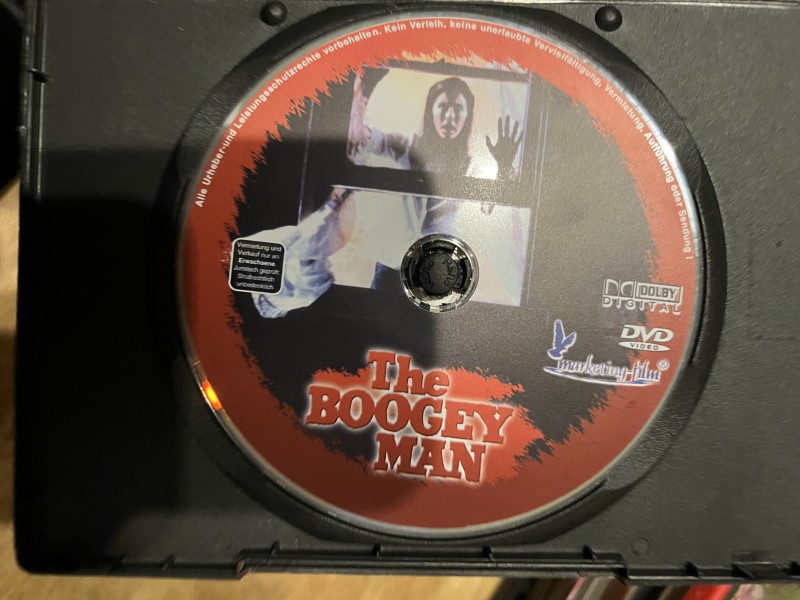 Alle Urheber-und Leistungsschutzrechte vorbehalten. Kein Verleih, keine unerlaubte Vervielfältigung, Vermietung, Aufführung oder Sendung !
Vermietung und
Verkauf nur an
Erwachsene.
Juristisch geprüft:
Strafrechtlich
unbedenklich.
DOLBY
DIGITAL
DVD
VIDEO
marketing-film®
The
BOOGEY
MAN